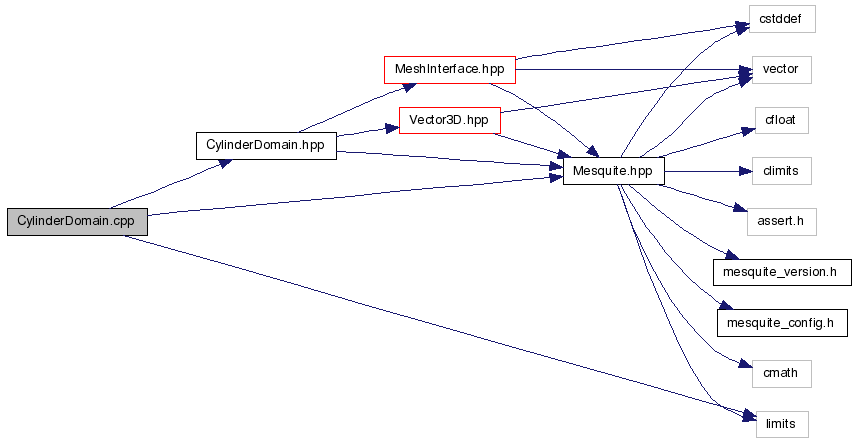 cstddef
MeshInterface.hpp
vector
Vector3D.hpp
cfloat
CylinderDomain.hpp
Mesquite.hpp
climits
CylinderDomain.cpp
assert.h
mesquite_version.h
mesquite_config.h
cmath
limits